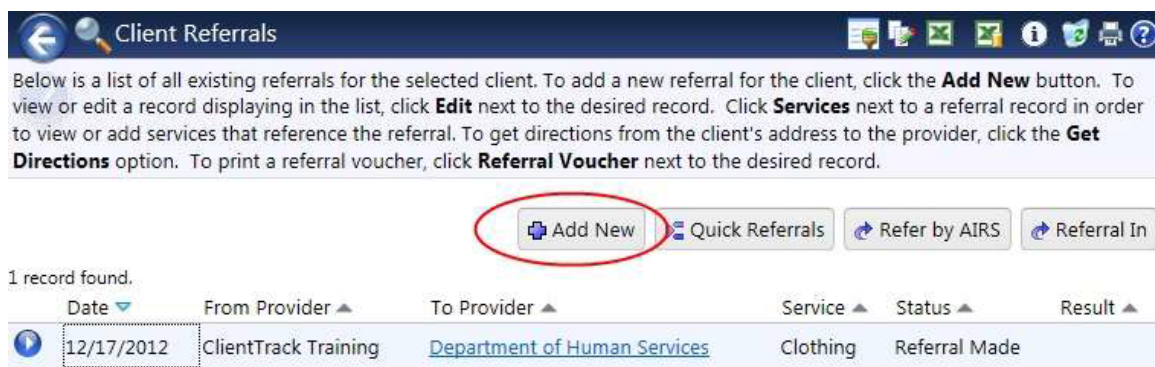 Client Referrals
Below is a list of all existing referrals for the selected client. To add a new referral for the client, click the Add New button. To
view or edit a record displaying in the list, click Edit next to the desired record. Click Services next to a referral record in order
to view or add services that reference the referral. To get directions from the client's address to the provider, click the Get
Directions option. To print a referral voucher, click Referral Voucher next to the desired record.
Add New Quick Referrals Refer by AIRS Referral In
1 record found.
Date From Provider To Provider Service Status Result
12/17/2012 ClientTrack Training Department of Human Services Clothing Referral Made